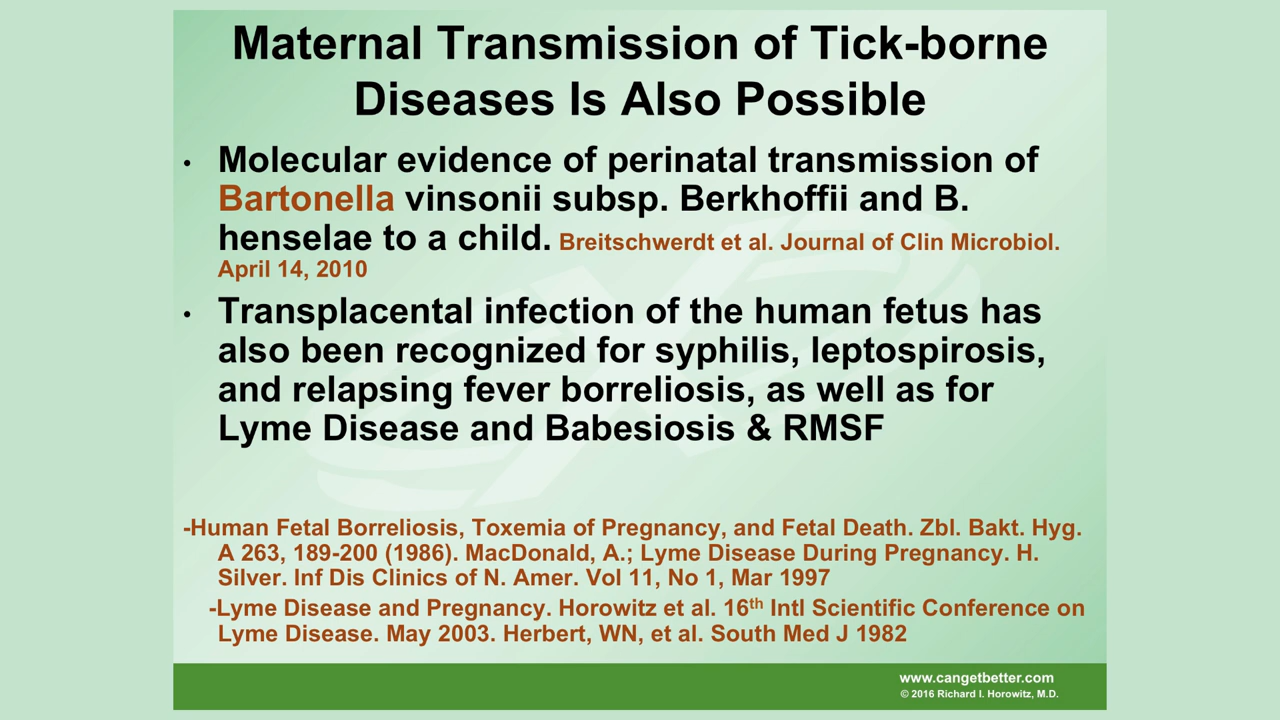 Maternal Transmission of Tick-borne
Diseases Is Also Possible
• Molecular evidence of perinatal transmission of
Bartonella vinsonii subsp. Berkhoffii and B.
henselae to a child. Breitschwerdt et al. Journal of Clin Microbiol.
April 14, 2010
• Transplacental infection of the human fetus has
also been recognized for syphilis, leptospirosis,
and relapsing fever borreliosis, as well as for
Lyme Disease and Babesiosis & RMSF
-Human Fetal Borreliosis, Toxemia of Pregnancy, and Fetal Death. Zbl. Bakt. Hyg.
A 263, 189-200 (1986). MacDonald, A.; Lyme Disease During Pregnancy. H.
Silver. Inf Dis Clinics of N. Amer. Vol 11, No 1, Mar 1997
-Lyme Disease and Pregnancy. Horowitz et al. 16th Intl Scientific Conference on
Lyme Disease. May 2003. Herbert, WN, et al. South Med J 1982
www.cangetbetter.com
© 2016 Richard I. Horowitz, M.D.